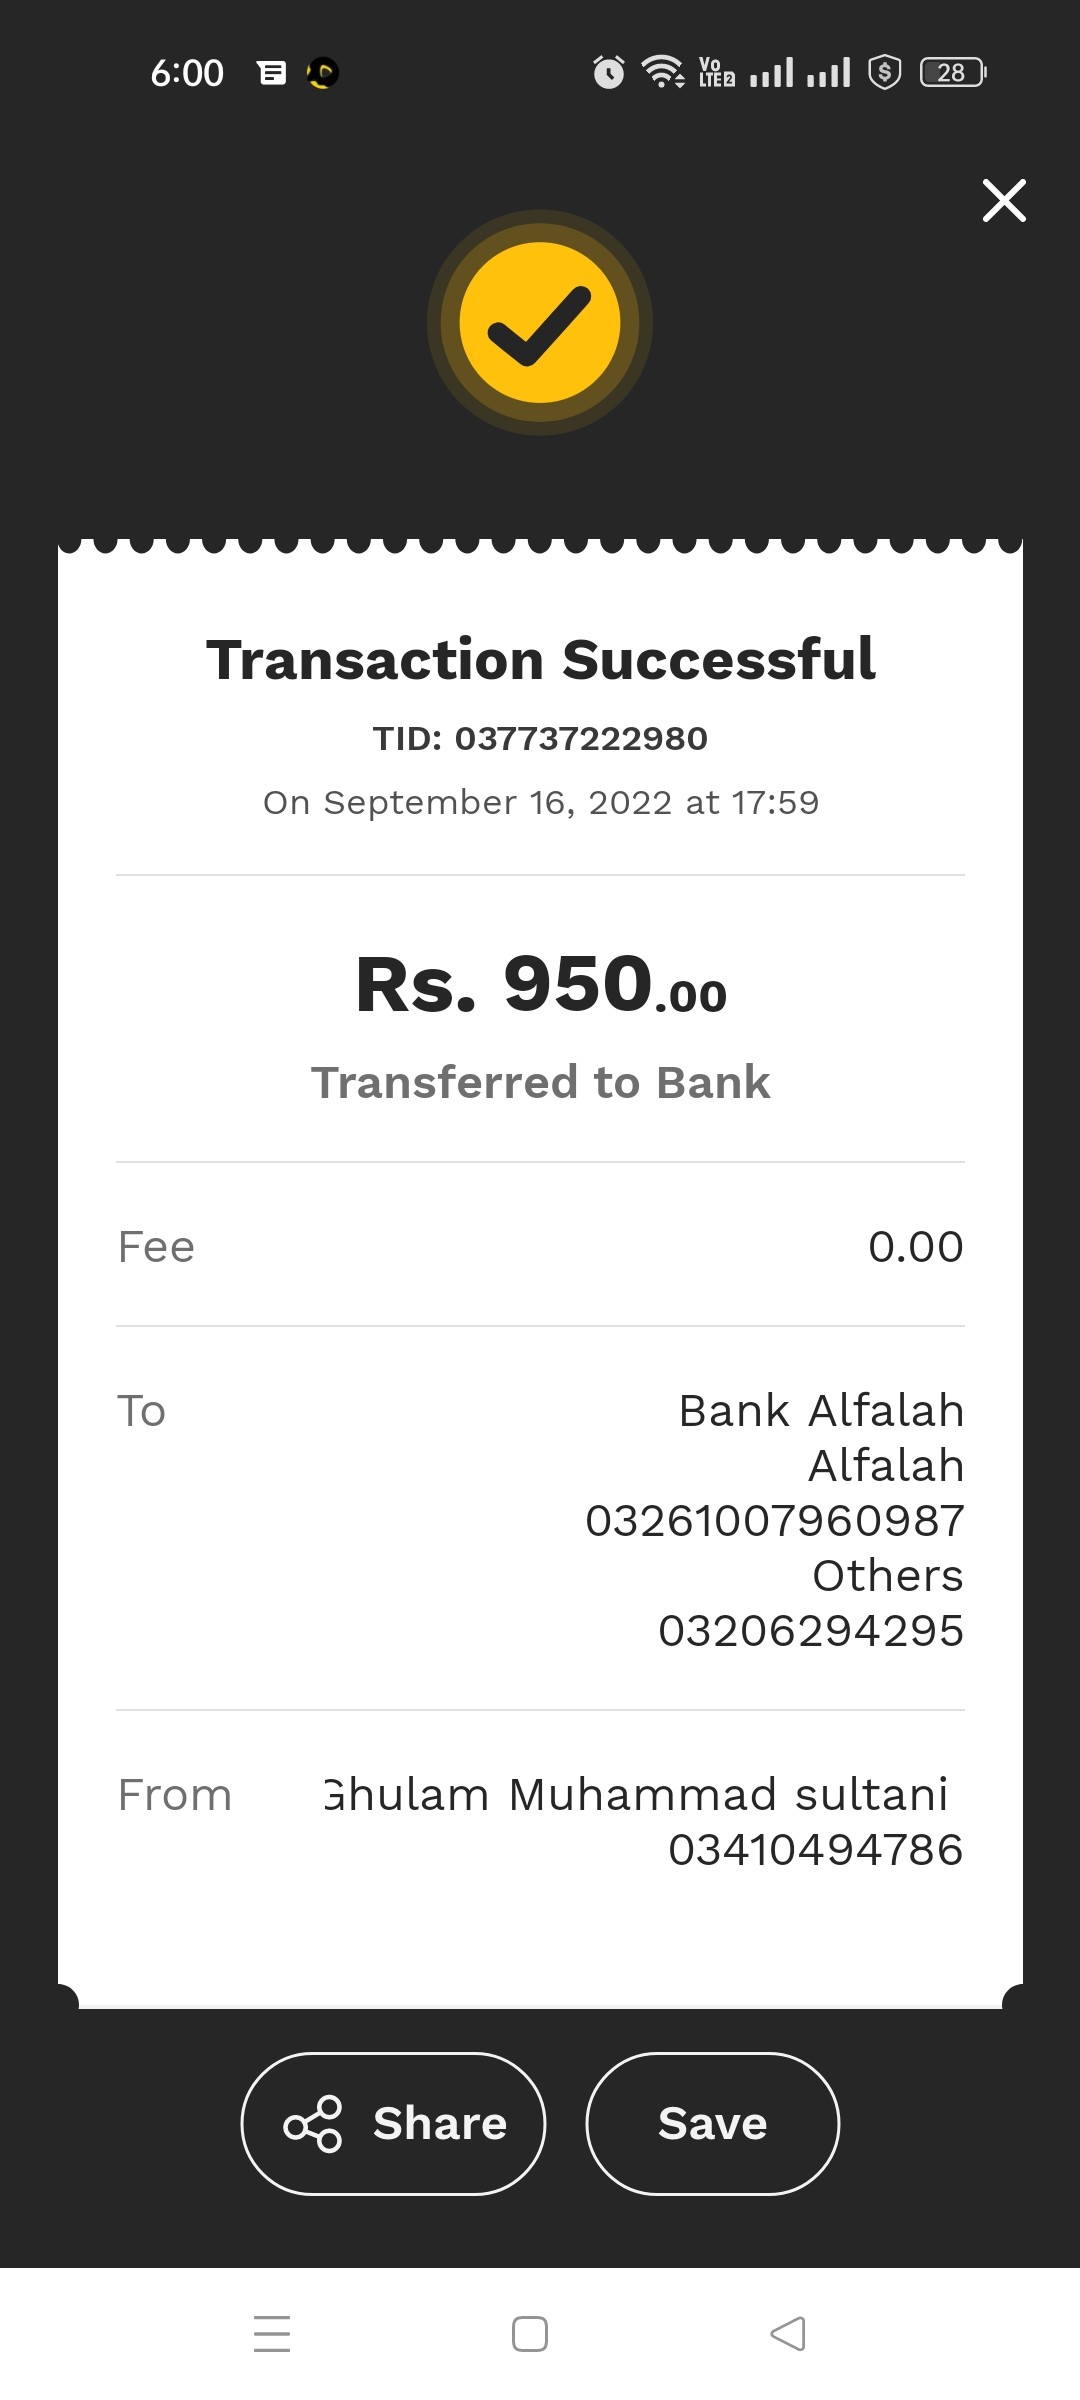 6:00
Vo
LTE 2
28
Transaction Successful
TID: 037737222980
On September 16, 2022 at 17:59
Rs. 950.00
Transferred to Bank
Fee 0.00
To Bank Alfalah
Alfalah
03261007960987
Others
03206294295
From Ghulam Muhammad sultani
03410494786
Share Save